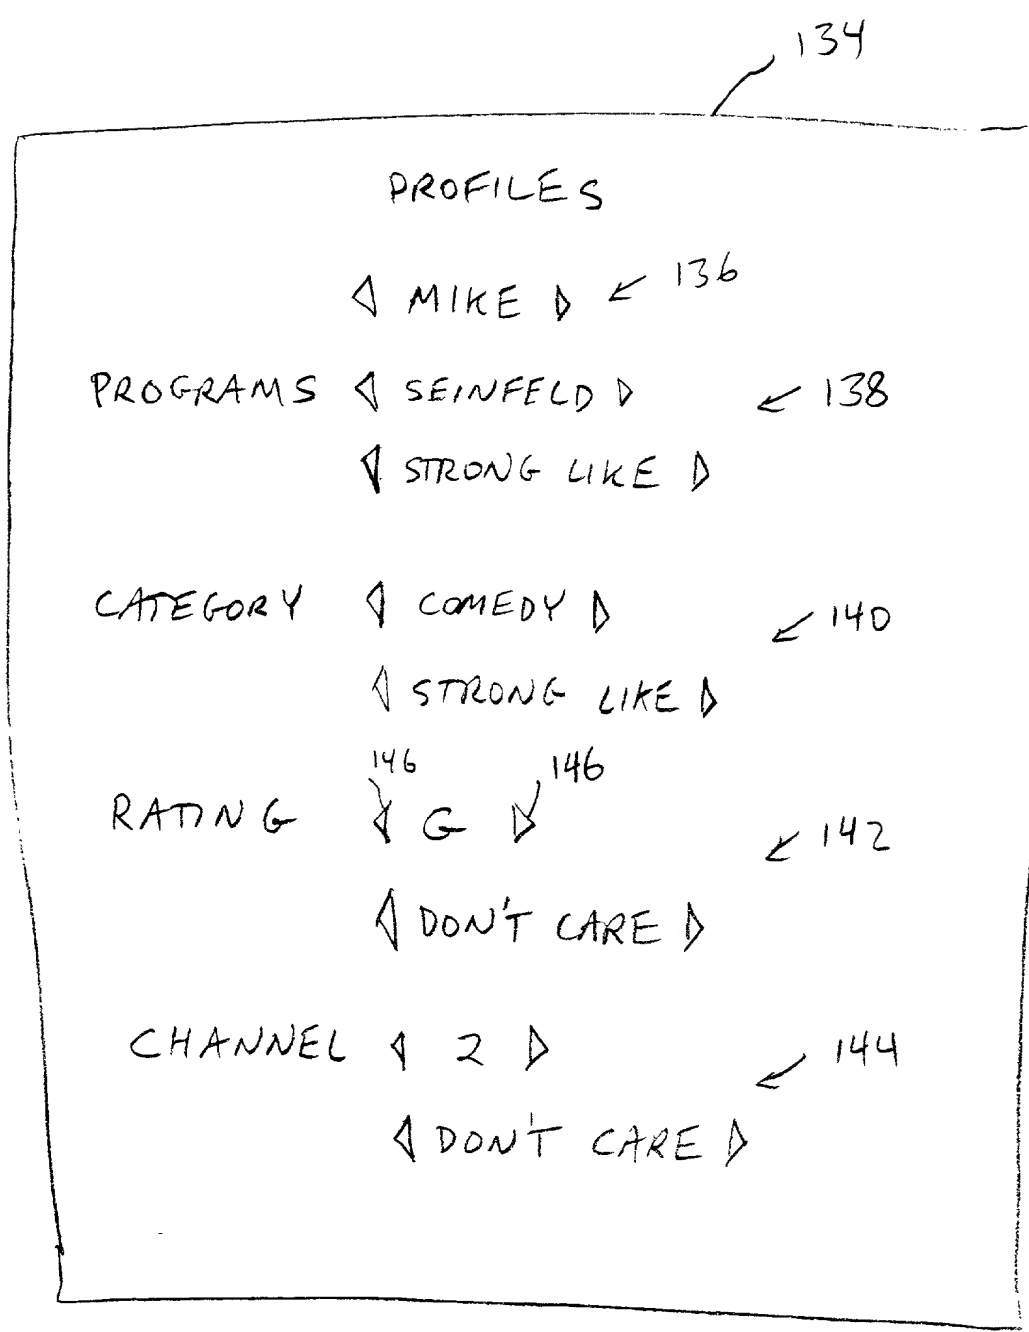 134
PROFILES
◁ MIKE ▷ 136
PROGRAMS ◁ SEINFELD ▷ 138
◁ STRONG LIKE ▷
CATEGORY ◁ COMEDY ▷ 140
◁ STRONG LIKE ▷
146 146
RATING ◁ G ▷ 142
◁ DON'T CARE ▷
CHANNEL ◁ 2 ▷ 144
◁ DON'T CARE ▷